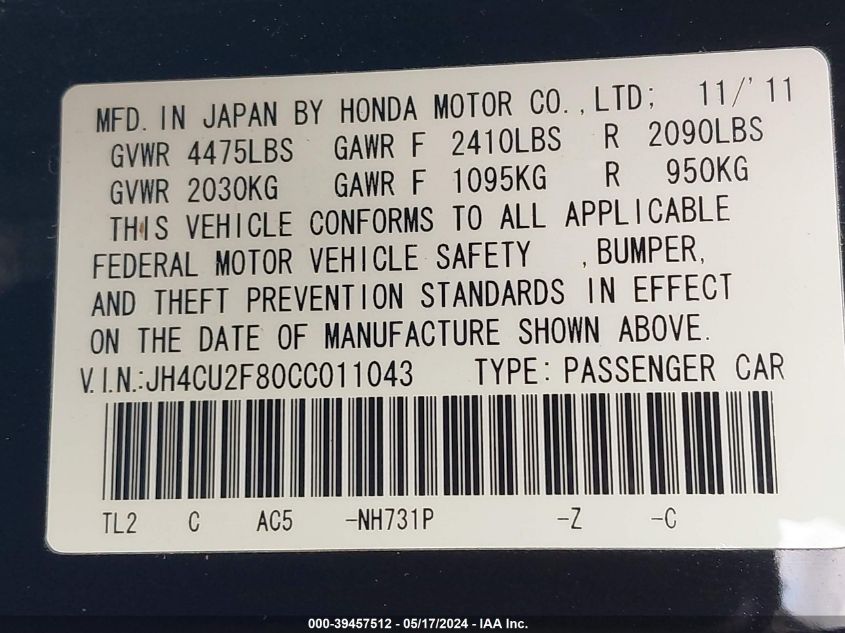 MFD. IN JAPAN BY HONDA MOTOR CO., LTD; 11/'11
GVWR 4475LBS GAWR F 2410LBS R 2090LBS
GVWR 2030KG GAWR F 1095KG R 950KG
THIS VEHICLE CONFORMS TO ALL APPLICABLE
FEDERAL MOTOR VEHICLE SAFETY , BUMPER,
AND THEFT PREVENTION STANDARDS IN EFFECT
ON THE DATE OF MANUFACTURE SHOWN ABOVE.
V.I.N.:JH4CU2F80CC011043 TYPE: PASSENGER CAR
TL2 C AC5 -NH731P -Z -C
000-39457512 - 05/17/2024 - IAA Inc.